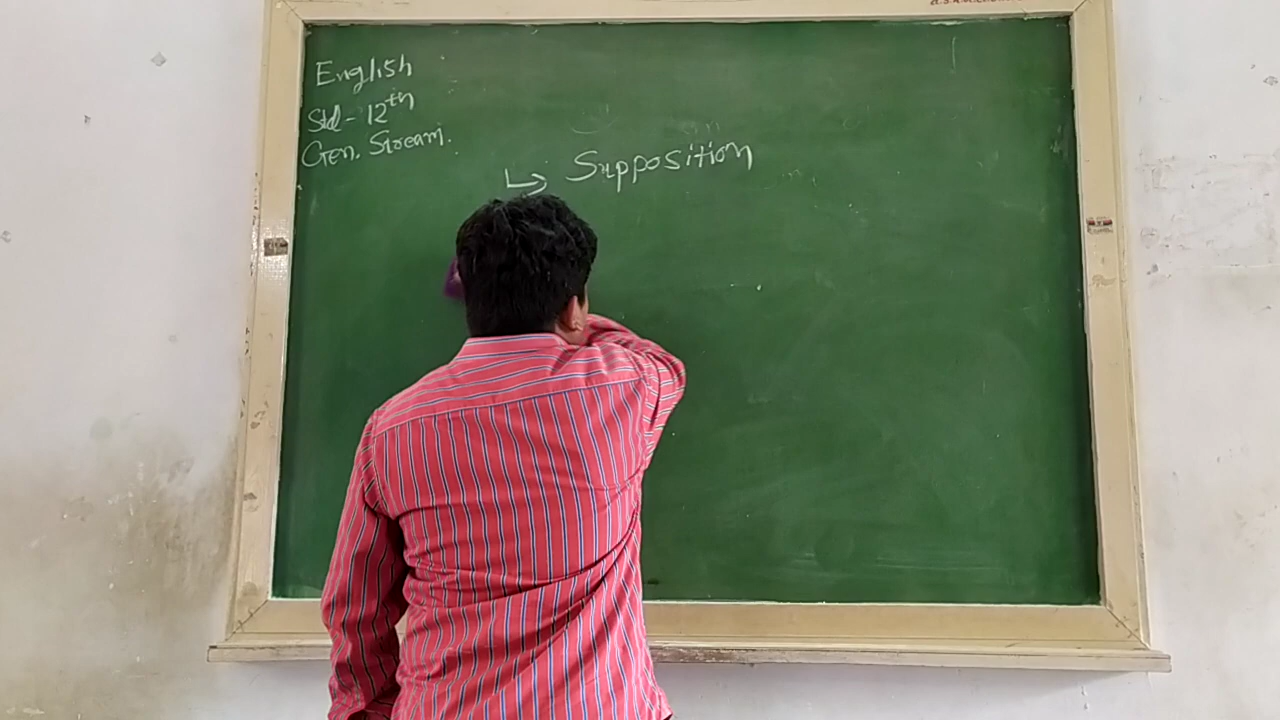 English
Std - 12th
Gen. Stream.
↳ Supposition